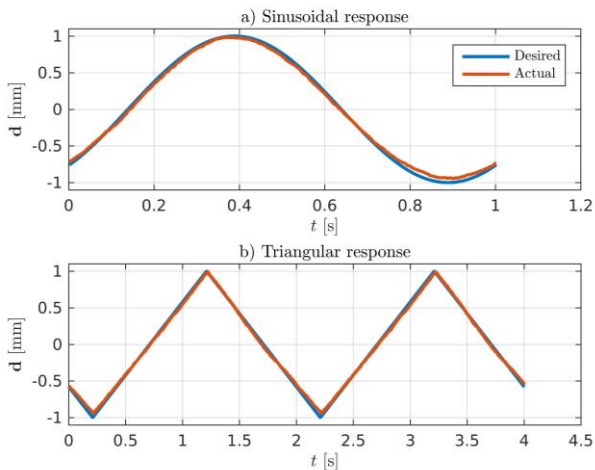 a) Sinusoidal response
1
0.5
0
-0.5
-1
d [mm]
Desired
Actual
0 0.2 0.4 0.6 0.8 1 1.2
t [s]
b) Triangular response
1
0.5
0
-0.5
-1
d [mm]
0 0.5 1 1.5 2 2.5 3 3.5 4 4.5
t [s]